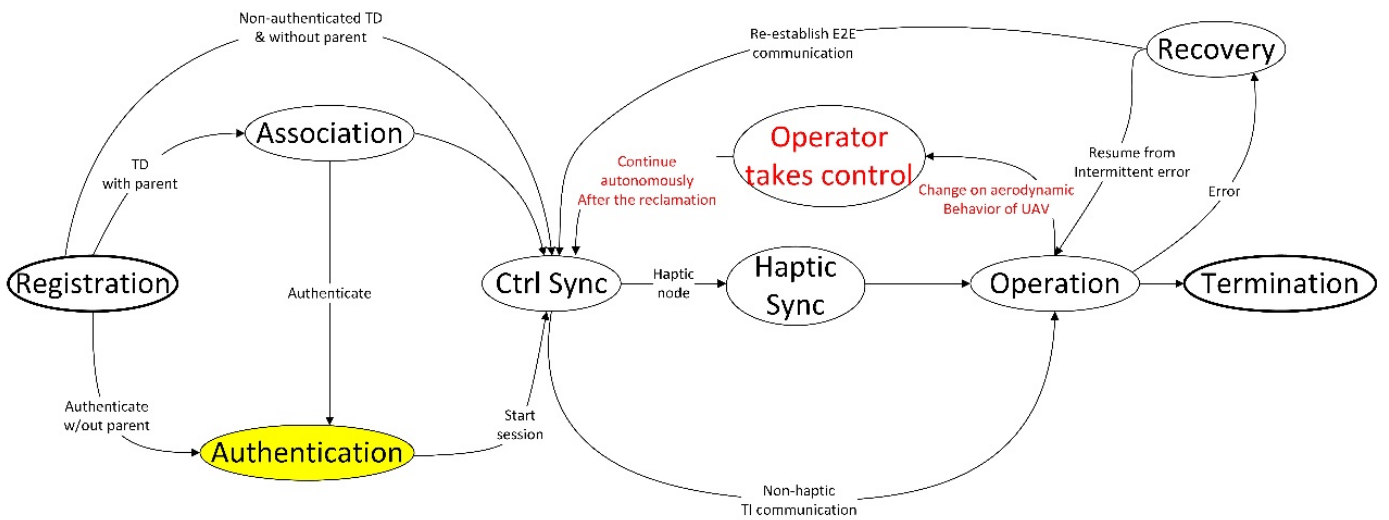 Non-authenticated TD
& without parent
Re-establish E2E
communication
Recovery
Association
TD
with parent
Operator
takes control
Continue
autonomously
After the reclamation
Change on aerodynamic
Behavior of UAV
Resume from
Intermittent error
Error
Registration
Authenticate
Ctrl Sync
Haptic
node
Haptic
Sync
Operation
Termination
Authenticate
w/out parent
Authentication
Start
session
Non-haptic
TI communication